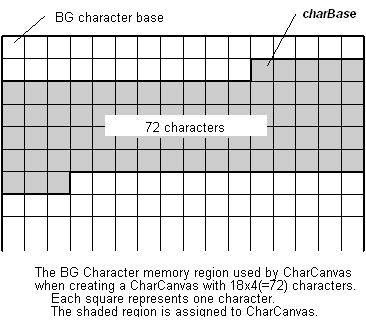 BG character base
charBase
72 characters
The BG Character memory region used by CharCanvas
when creating a CharCanvas with 18x4(=72) characters.
Each square represents one character.
The shaded region is assigned to CharCanvas.